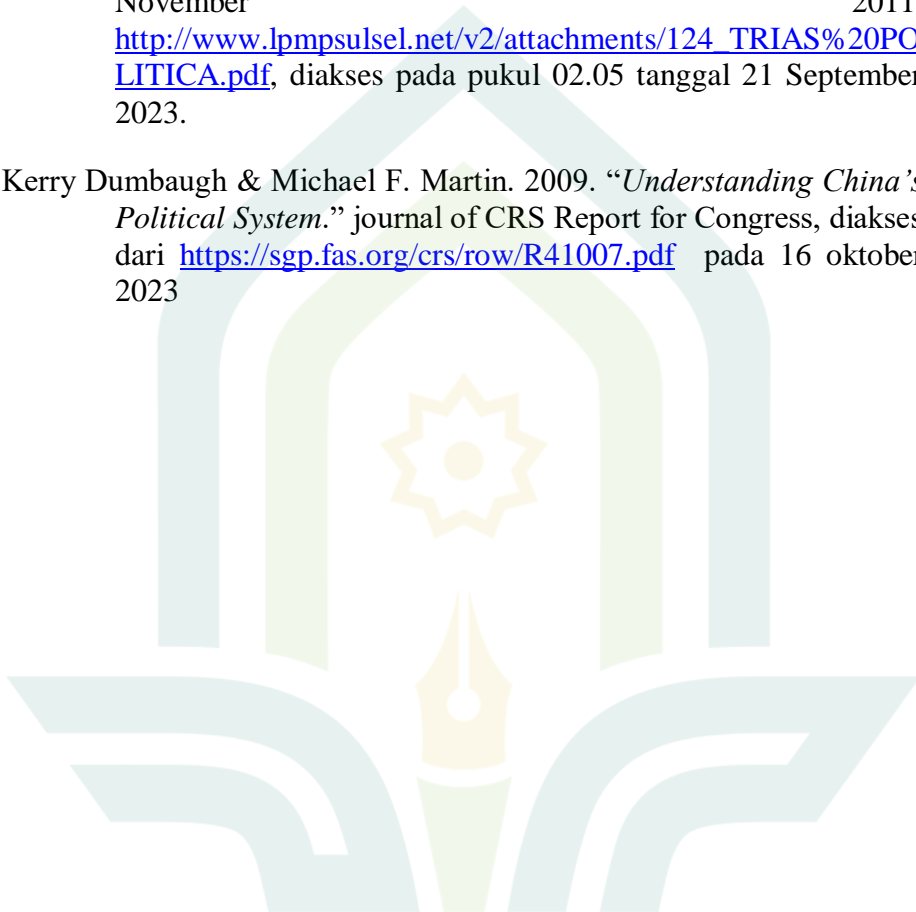 November 2011
http://www.lpmpsulsel.net/v2/attachments/124_TRIAS%20PO
LITICA.pdf, diakses pada pukul 02.05 tanggal 21 September
2023.
Kerry Dumbaugh & Michael F. Martin. 2009. “Understanding China’s
Political System.” journal of CRS Report for Congress, diakses
dari https://sgp.fas.org/crs/row/R41007.pdf pada 16 oktober
2023